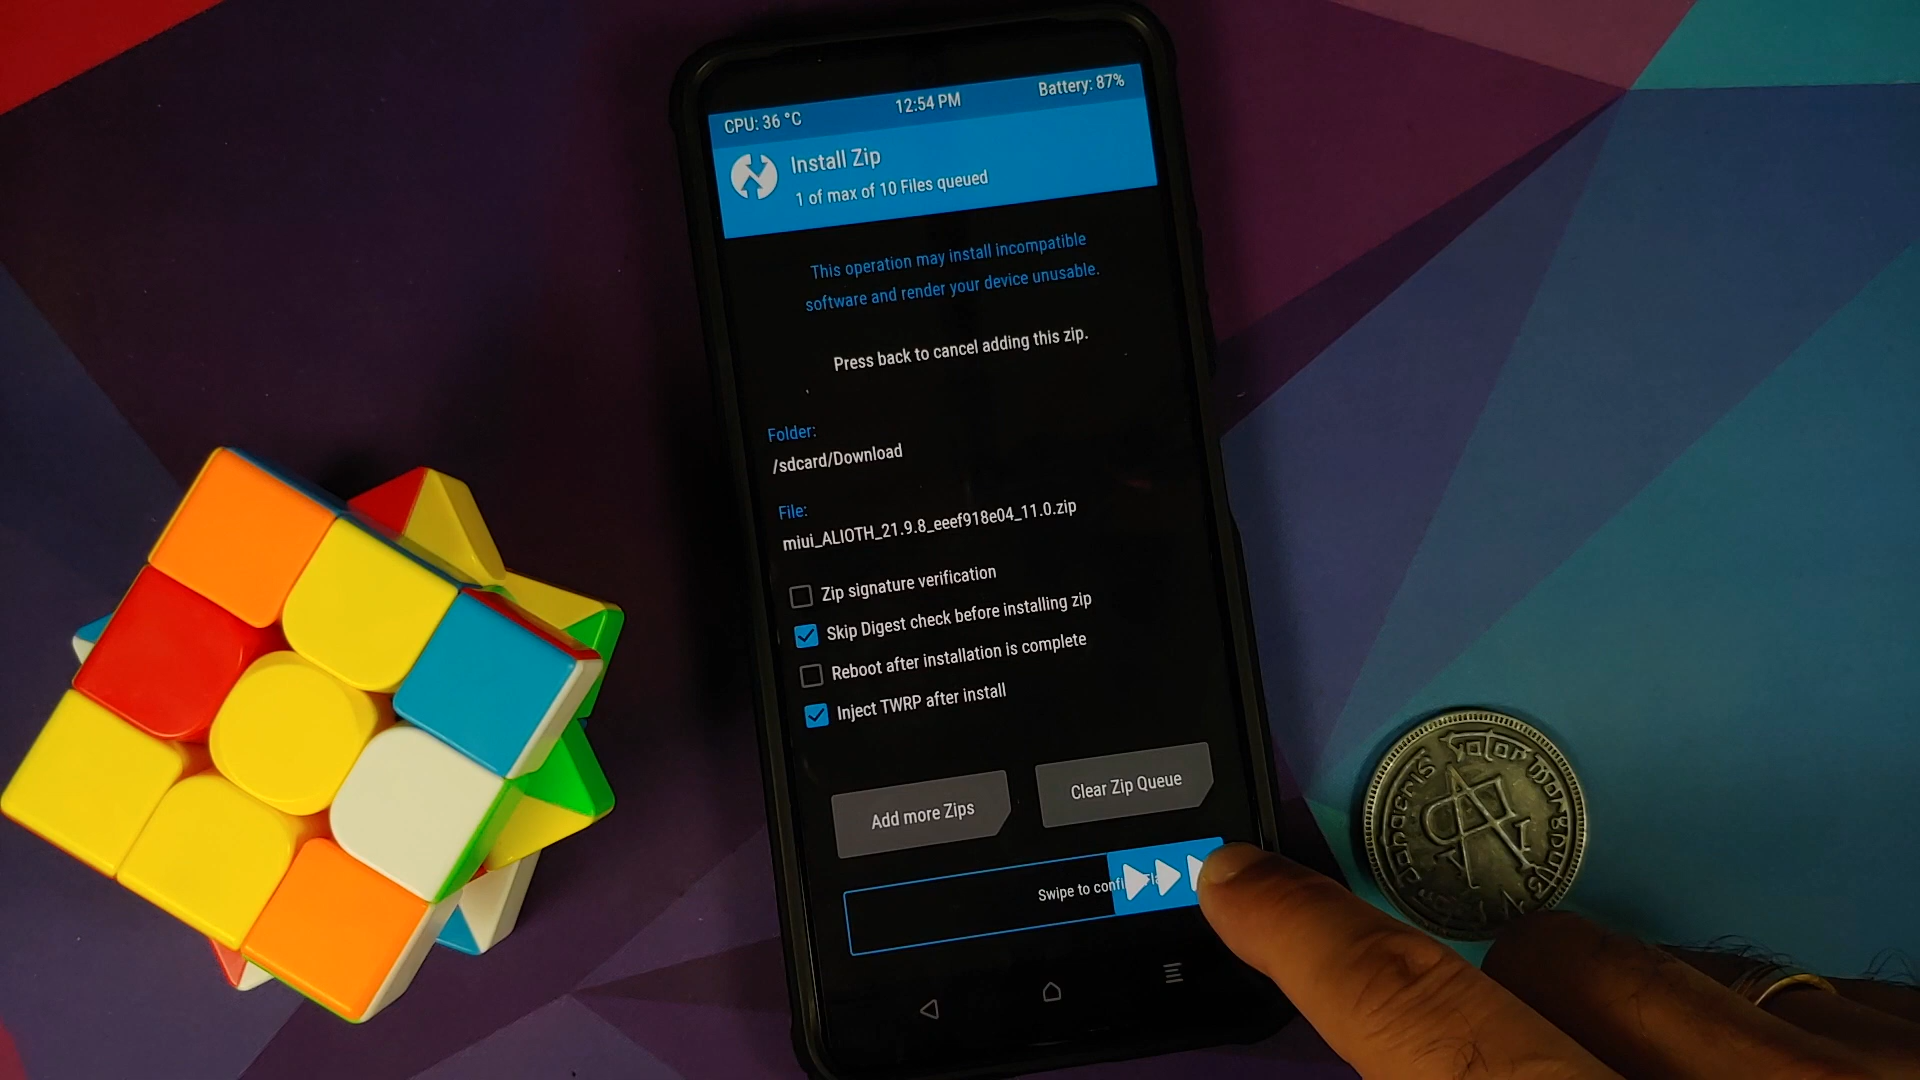 CPU: 36 °C 12:54 PM Battery: 87%
Install Zip
1 of max of 10 Files queued
This operation may install incompatible
software and render your device unusable.
Press back to cancel adding this zip.
Folder:
/sdcard/Download
File:
miui_ALIOTH_21.9.8_eeef918e04_11.0.zip
Zip signature verification
Skip Digest check before installing zip
Reboot after installation is complete
Inject TWRP after install
Add more Zips Clear Zip Queue
Swipe to